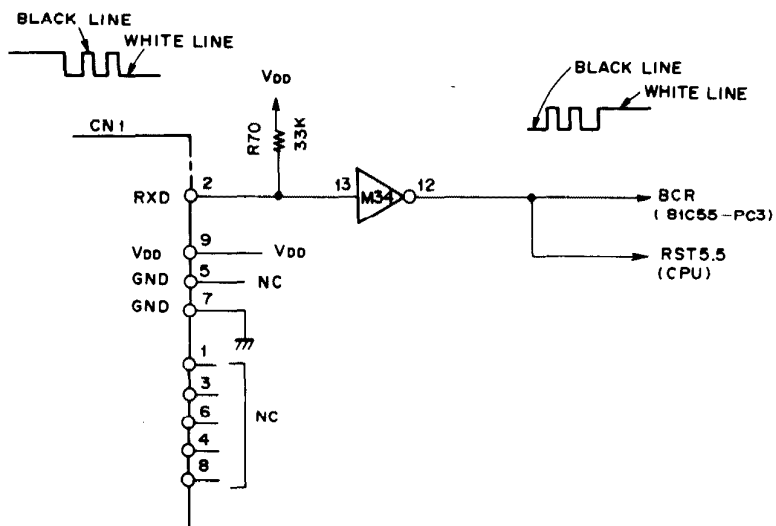 BLACK LINE
WHITE LINE
VDD
BLACK LINE
WHITE LINE
CN1
R70
33K
RXD
2
13
M34
12
BCR
(81C55-PC3)
VDD
9
VDD
RST5.5
(CPU)
GND
5
NC
GND
7
1
3
6
NC
4
8